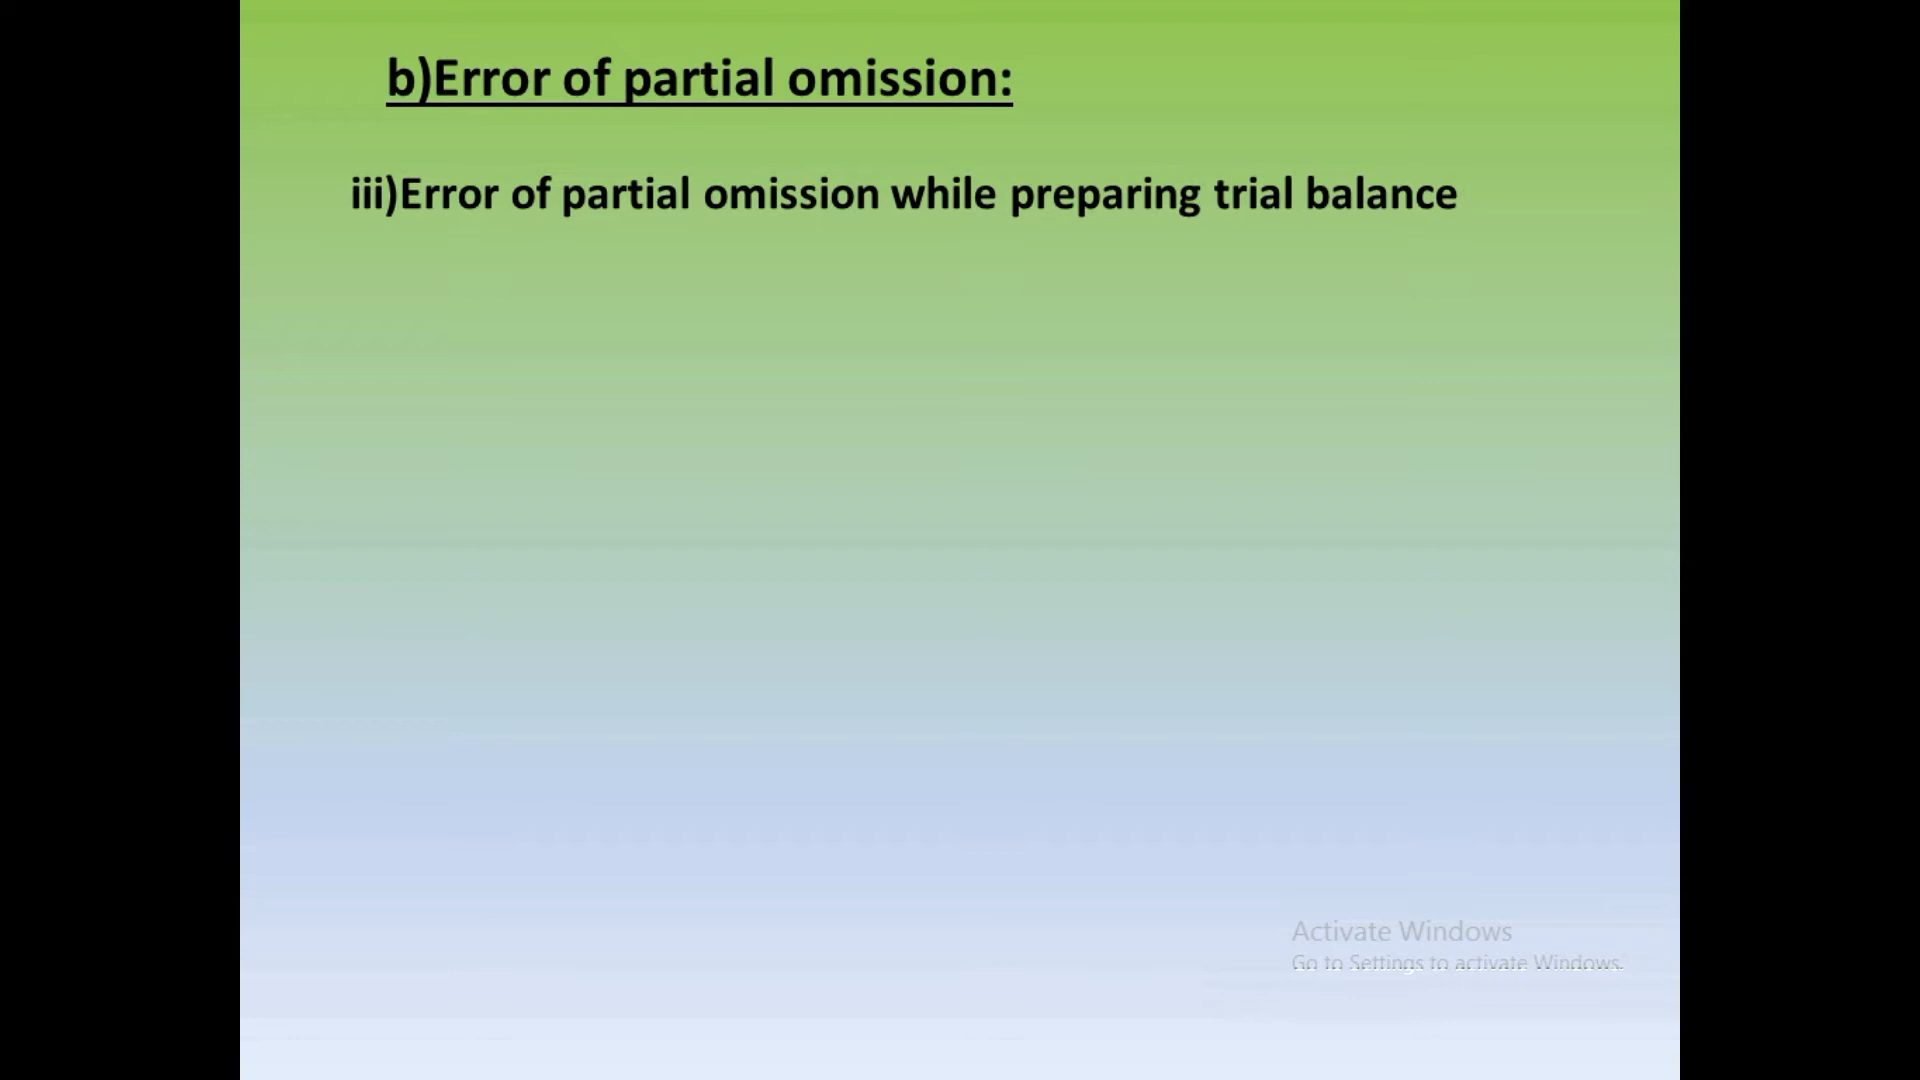 b)Error of partial omission:
iii)Error of partial omission while preparing trial balance
Activate Windows
Go to Settings to activate Windows.